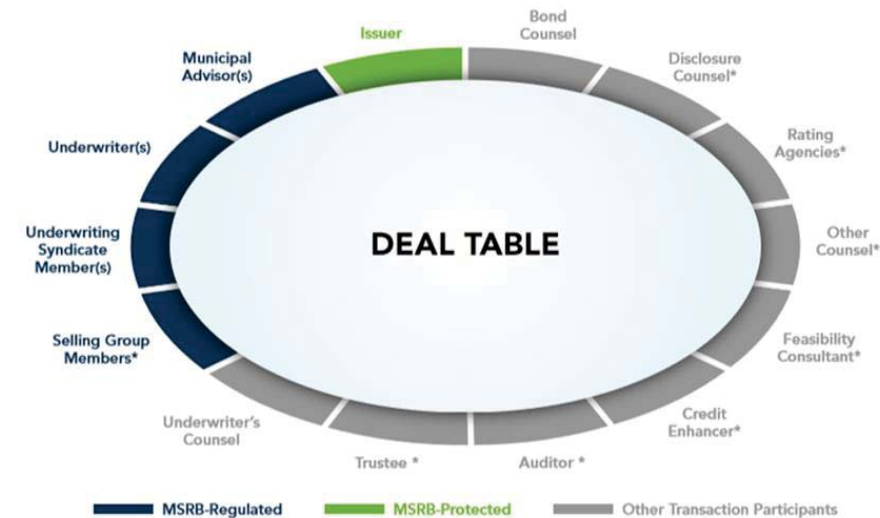 Issuer
Bond
Counsel
Municipal
Advisor(s)
Disclosure
Counsel*
Underwriter(s)
Rating
Agencies*
Underwriting
Syndicate
Member(s)
DEAL TABLE
Other
Counsel*
Selling Group
Members*
Feasibility
Consultant*
Underwriter's
Counsel
Credit
Enhancer*
Trustee *
Auditor *
MSRB-Regulated
MSRB-Protected
Other Transaction Participants